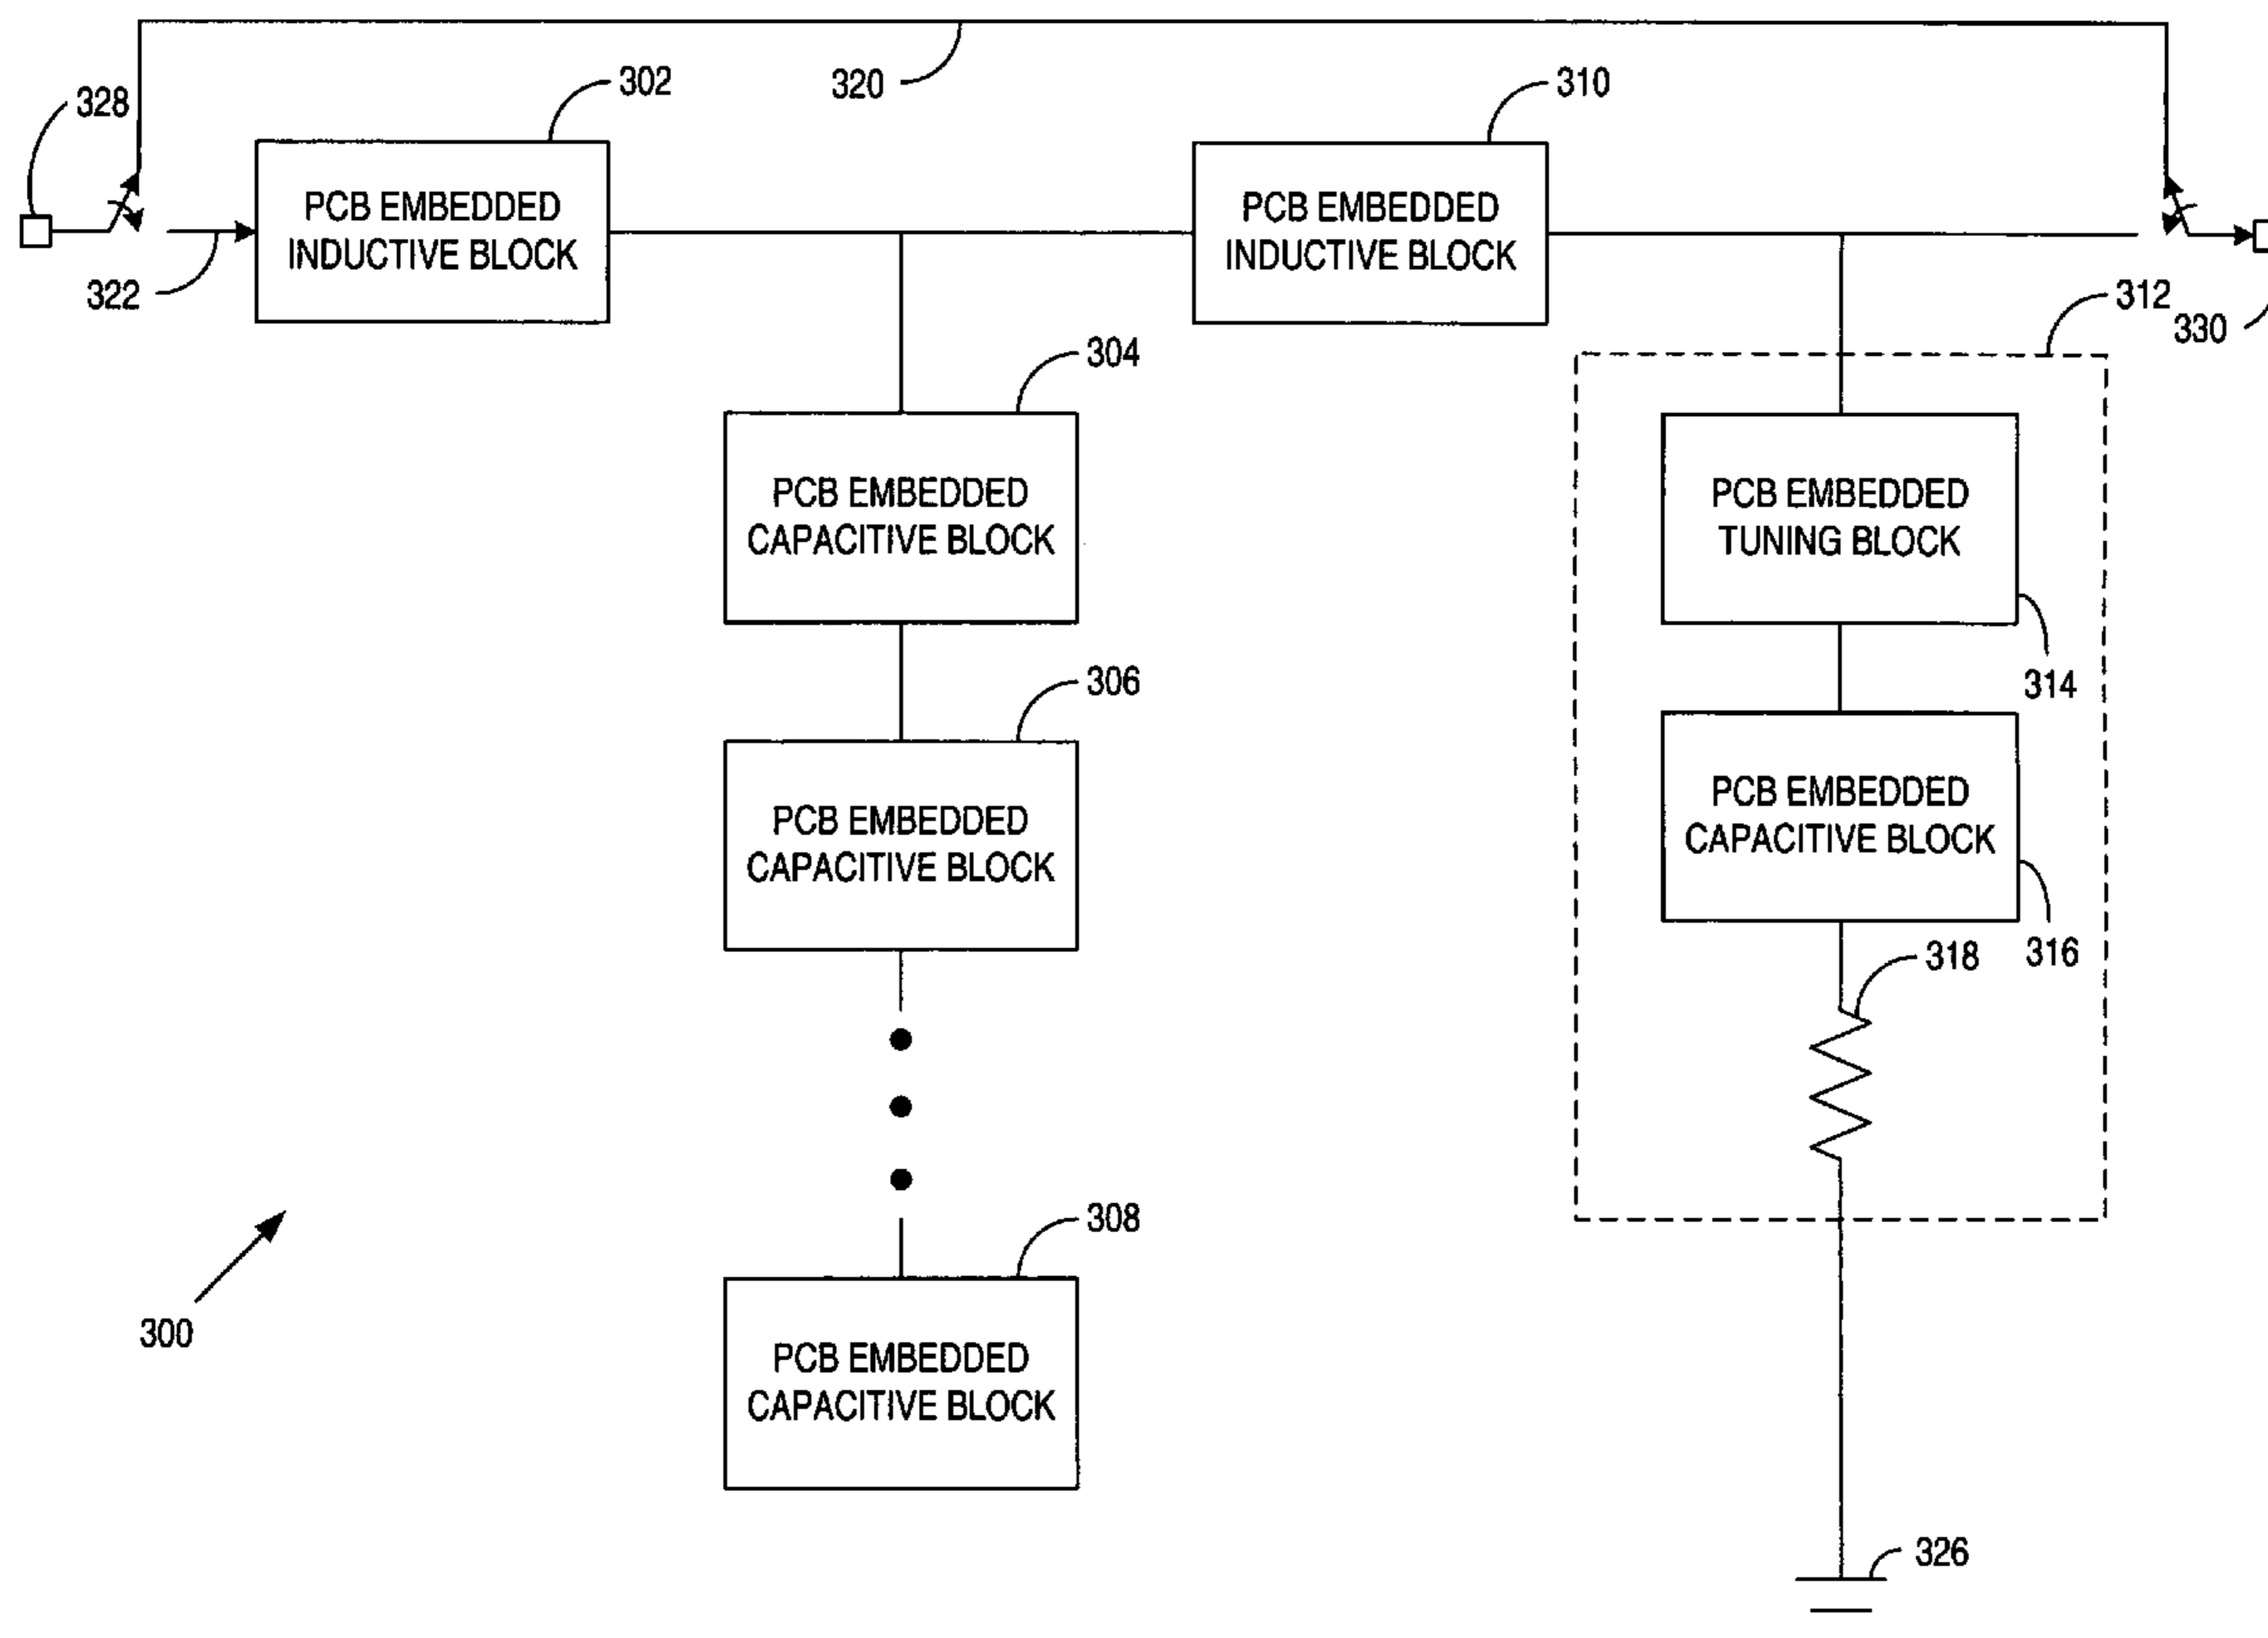 328
302
320
310
PCB EMBEDDED
INDUCTIVE BLOCK
PCB EMBEDDED
INDUCTIVE BLOCK
322
312
330
304
PCB EMBEDDED
CAPACITIVE BLOCK
PCB EMBEDDED
TUNING BLOCK
306
314
PCB EMBEDDED
CAPACITIVE BLOCK
PCB EMBEDDED
CAPACITIVE BLOCK
318
316
308
300
PCB EMBEDDED
CAPACITIVE BLOCK
326